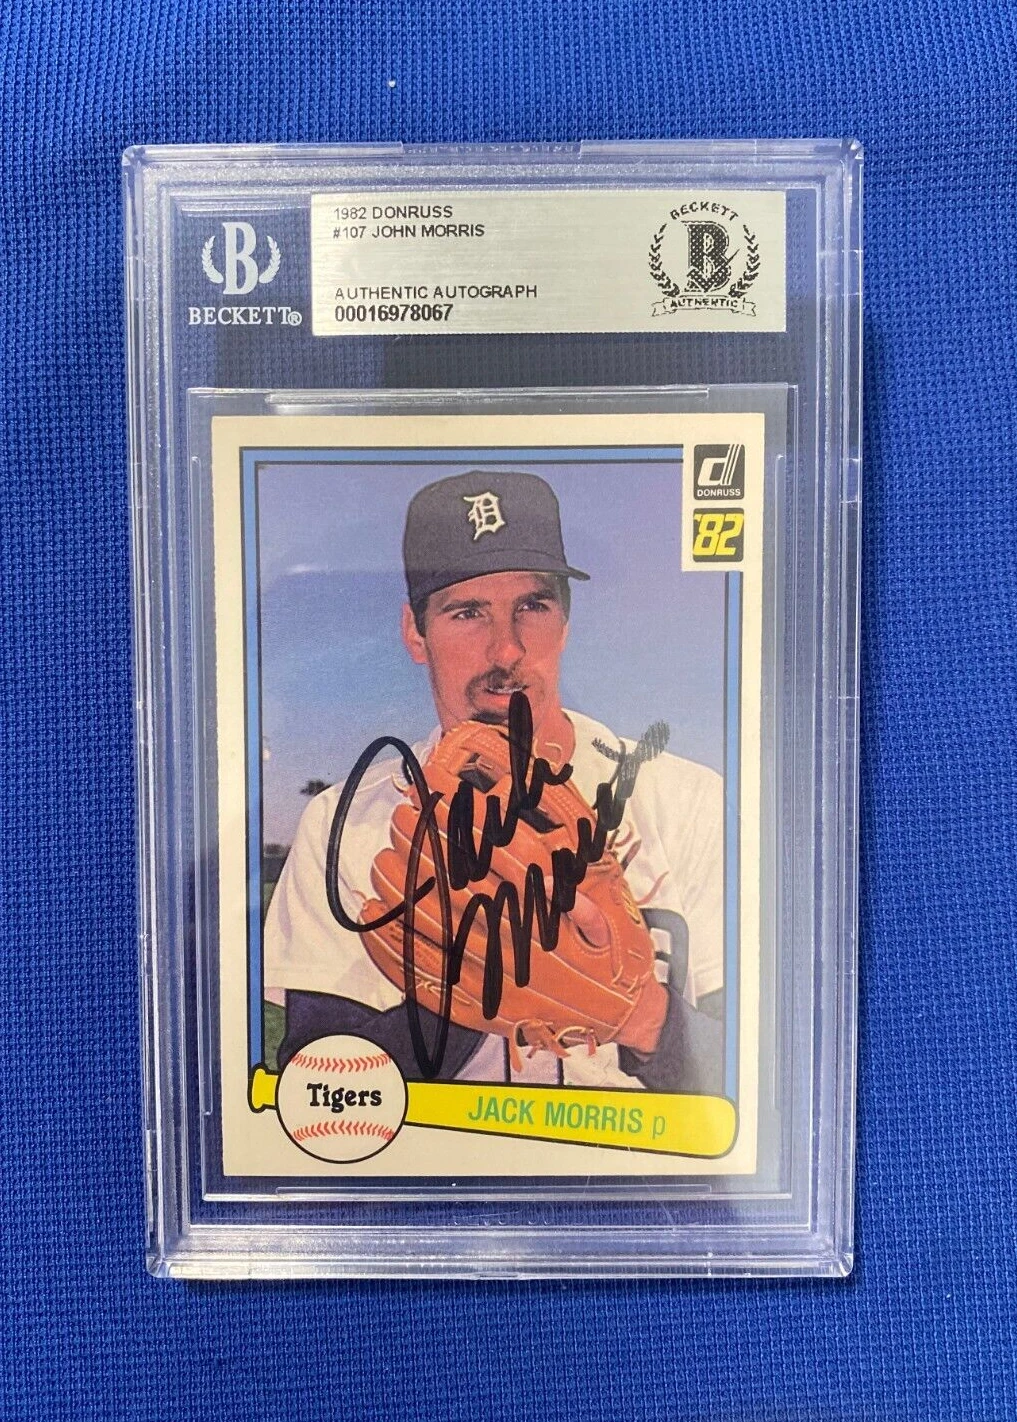 1982 DONRUSS
#107 JOHN MORRIS
AUTHENTIC AUTOGRAPH
00016978067
B
BECKETT®
BECKETT
B
AUTHENTIC
d
DONRUSS
'82
D
Jack
Morris
Tigers
JACK MORRIS p